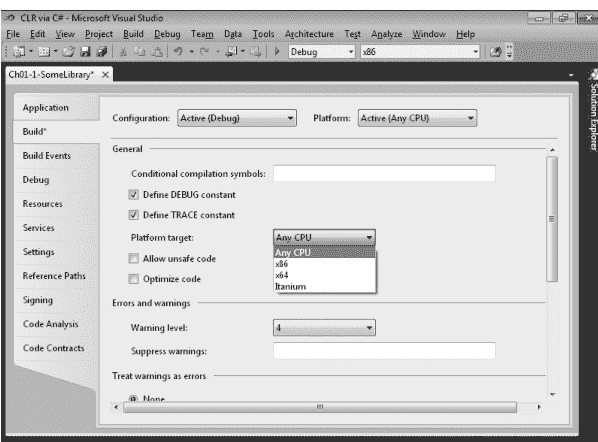 CLR via C# - Microsoft Visual Studio
File Edit View Project Build Debug Team Data Tools Architecture Test Analyze Window Help
Debug x86
Ch01-1-SomeLibrary* ×
Solution Explorer
Application
Configuration: Active (Debug) Platform: Active (Any CPU)
Build*
Build Events
General
Conditional compilation symbols:
Debug
Define DEBUG constant
Resources
Define TRACE constant
Services
Platform target: Any CPU
Any CPU
Settings
Allow unsafe code
x86
x64
Reference Paths
Optimize code
Itanium
Signing
Errors and warnings
Code Analysis
Warning level: 4
Code Contracts
Suppress warnings:
Treat warnings as errors
None